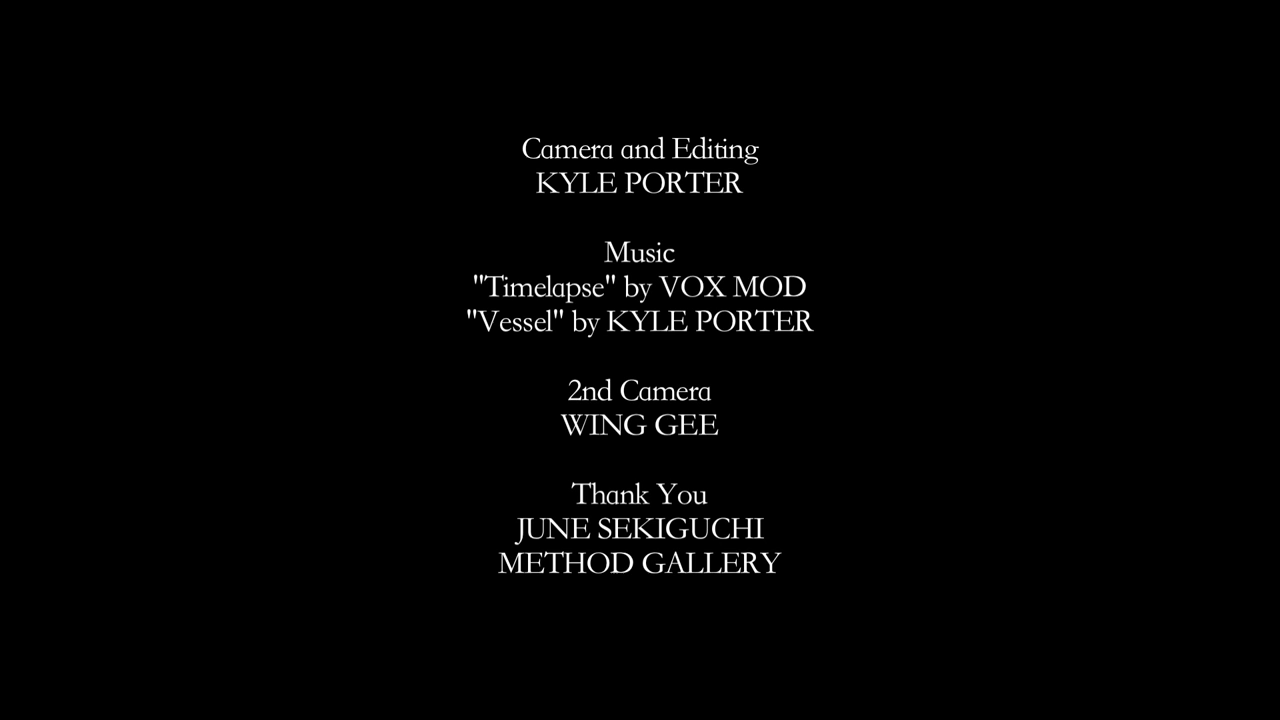 Camera and Editing
KYLE PORTER
Music
"Timelapse" by VOX MOD
"Vessel" by KYLE PORTER
2nd Camera
WING GEE
Thank You
JUNE SEKIGUCHI
METHOD GALLERY